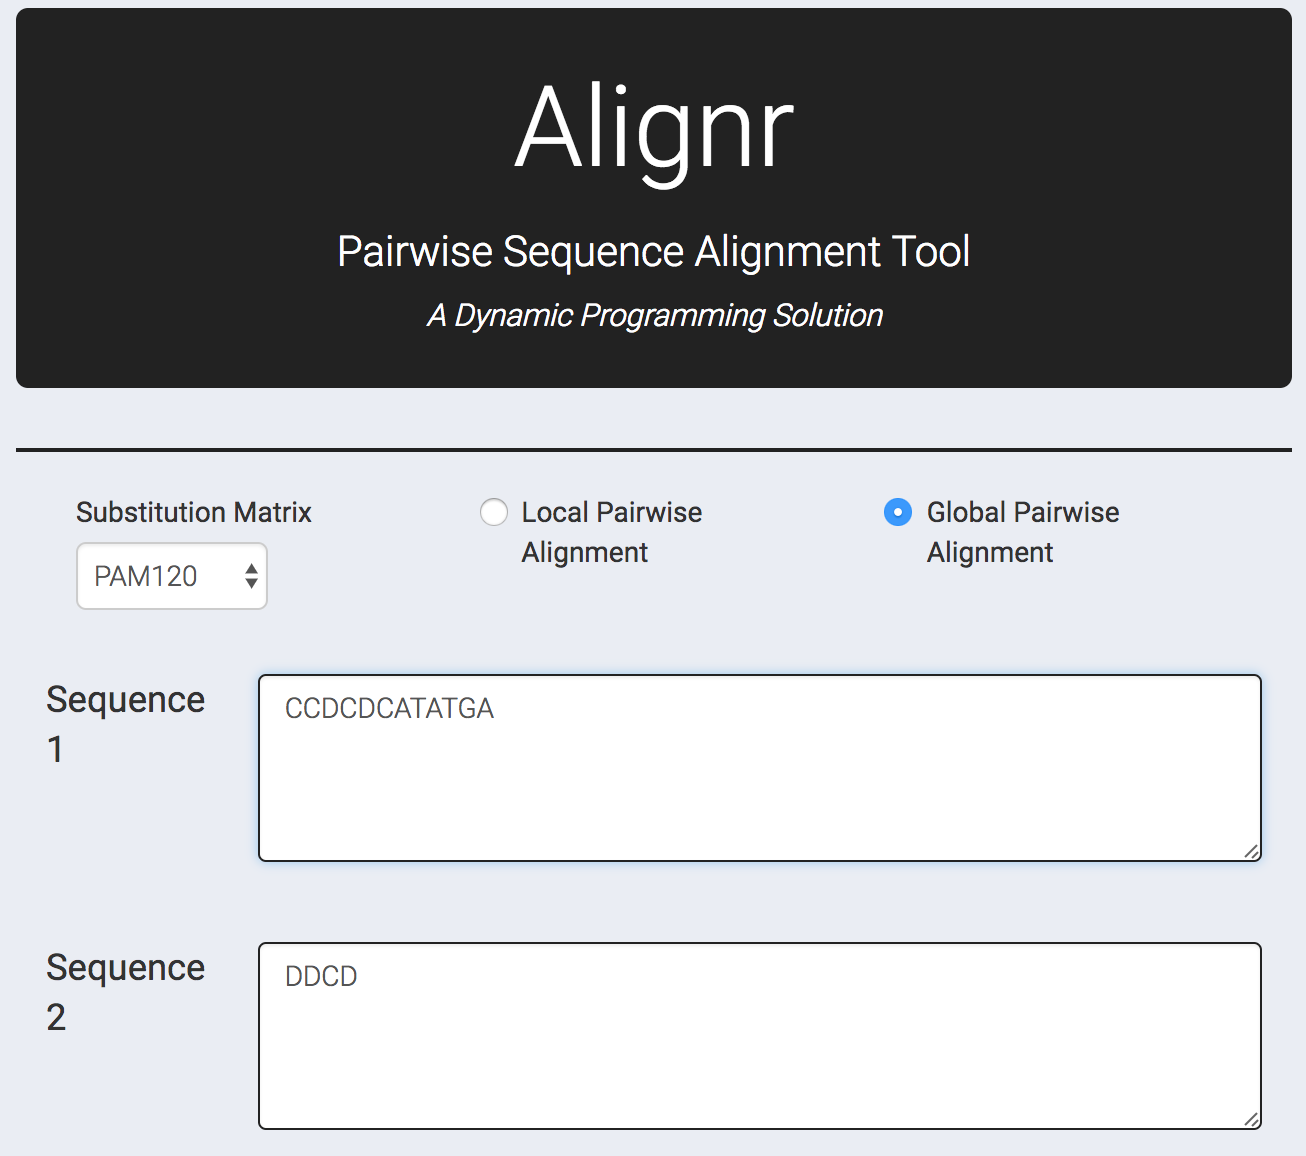 Alignr
Pairwise Sequence Alignment Tool
A Dynamic Programming Solution
Substitution Matrix
PAM120
Local Pairwise
Alignment
Global Pairwise
Alignment
Sequence
1
CCDCDCATATGA
Sequence
2
DDCD